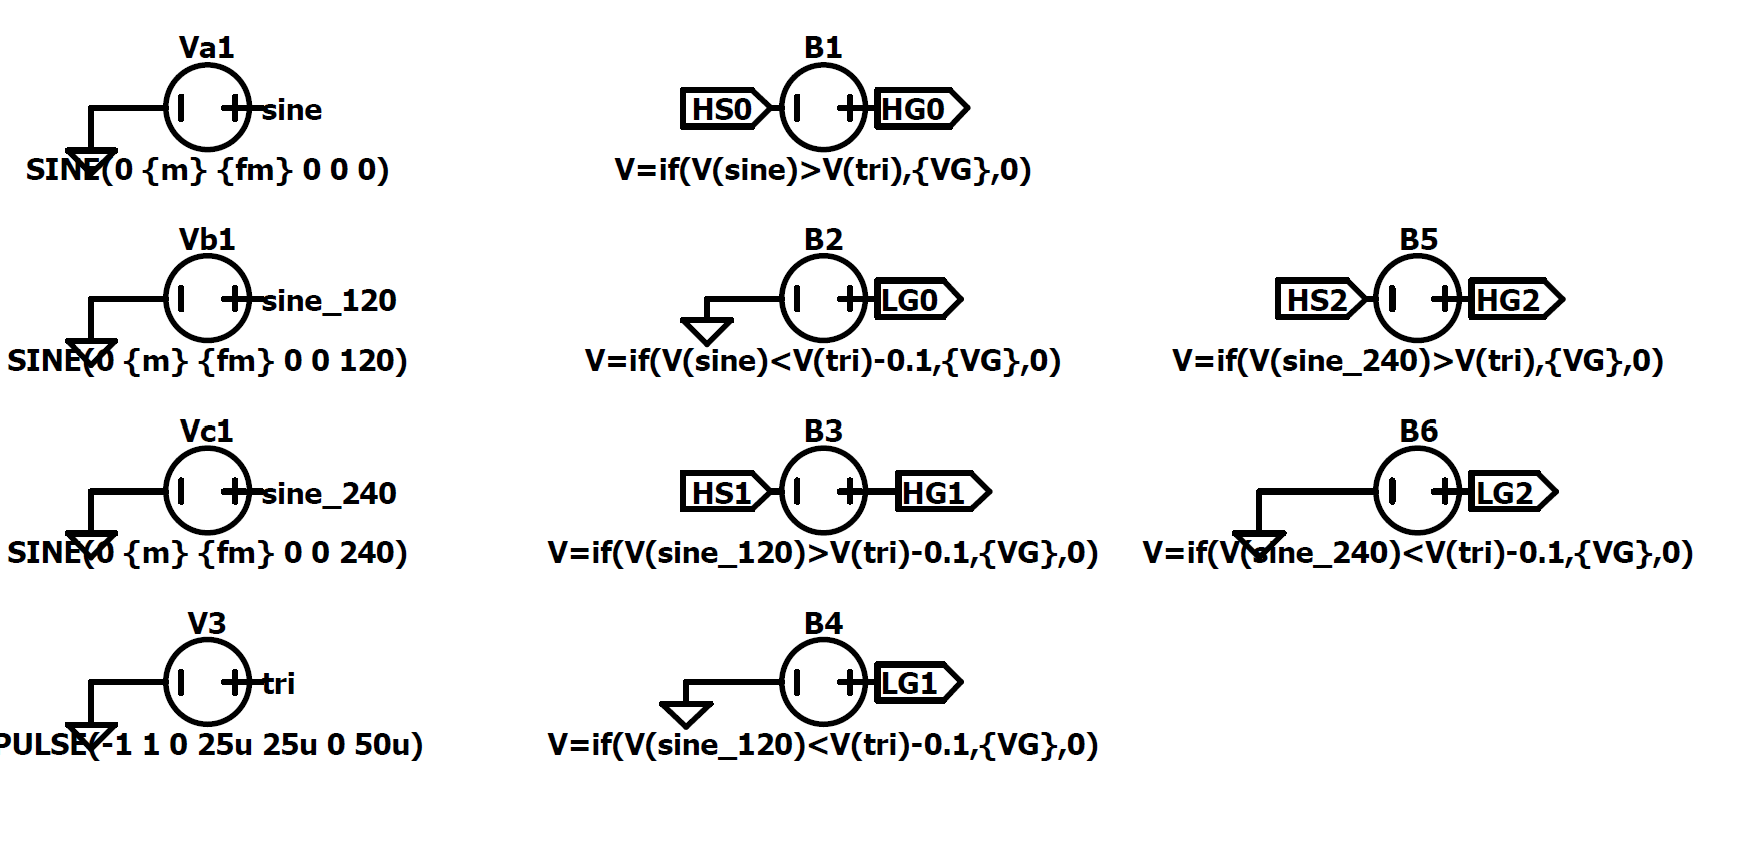 Va1
sine
SINE(0 {m} {fm} 0 0 0)
Vb1
sine_120
SINE(0 {m} {fm} 0 0 120)
Vc1
sine_240
SINE(0 {m} {fm} 0 0 240)
V3
tri
PULSE(-1 1 0 25u 25u 0 50u)
B1
HS0
HG0
V=if(V(sine)>V(tri),{VG},0)
B2
LG0
V=if(V(sine)<V(tri)-0.1,{VG},0)
B3
HS1
HG1
V=if(V(sine_120)>V(tri)-0.1,{VG},0)
B4
LG1
V=if(V(sine_120)<V(tri)-0.1,{VG},0)
B5
HS2
HG2
V=if(V(sine_240)>V(tri),{VG},0)
B6
LG2
V=if(V(sine_240)<V(tri)-0.1,{VG},0)